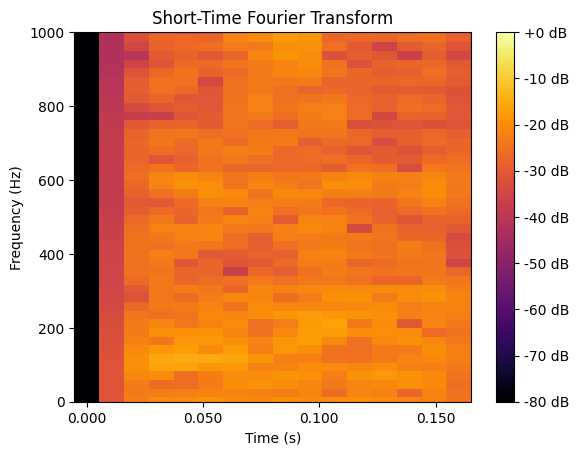 Short-Time Fourier Transform
Frequency (Hz)
1000
800
600
400
200
0
0.000
0.050
0.100
0.150
Time (s)
+0 dB
-10 dB
-20 dB
-30 dB
-40 dB
-50 dB
-60 dB
-70 dB
-80 dB